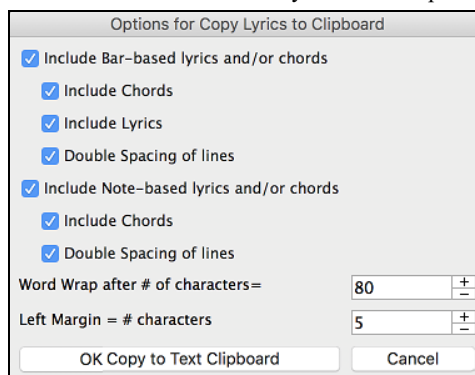 Options for Copy Lyrics to Clipboard
Include Bar-based lyrics and/or chords
Include Chords
Include Lyrics
Double Spacing of lines
Include Note-based lyrics and/or chords
Include Chords
Double Spacing of lines
Word Wrap after # of characters= 80 + −
Left Margin = # characters 5 + −
OK Copy to Text Clipboard Cancel